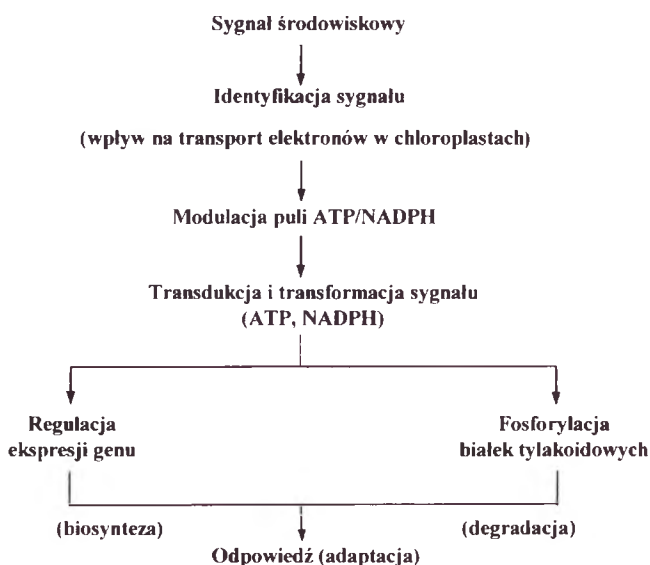 Sygnał środowiskowy
Identyfikacja sygnału
(wpływ na transport elektronów w chloroplastach)
Modulacja puli ATP/NADPH
Transdukcja i transformacja sygnału
(ATP, NADPH)
Regulacja
ekspresji genu
Fosforylacja
białek tylakoidowych
(biosynteza)
(degradacja)
Odpowiedź (adaptacja)